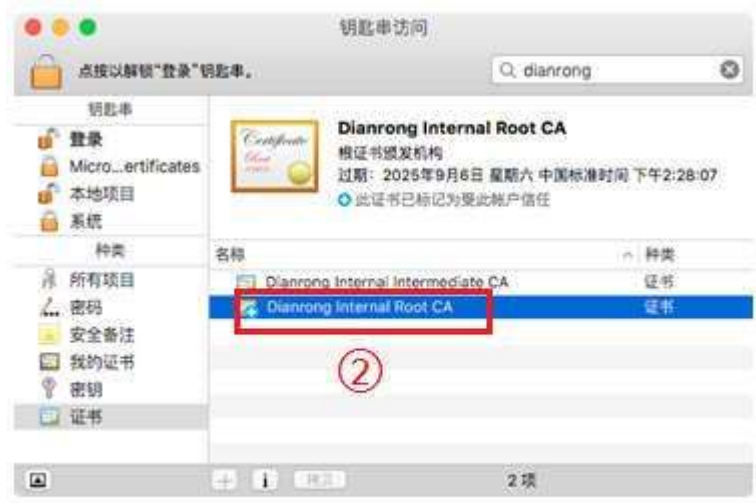 钥匙串访问
点按以解锁“登录”钥匙串。
dianrong
钥匙串
登录
Micro...ertificates
本地项目
系统
种类
所有项目
密码
安全备注
我的证书
密钥
证书
Certificate
Dianrong Internal Root CA
根证书颁发机构
过期：2025年9月6日 星期六 中国标准时间 下午2:28:07
此证书已标记为受此帐户信任
名称 种类
Dianrong Internal Intermediate CA 证书
Dianrong Internal Root CA 证书
②
2 项